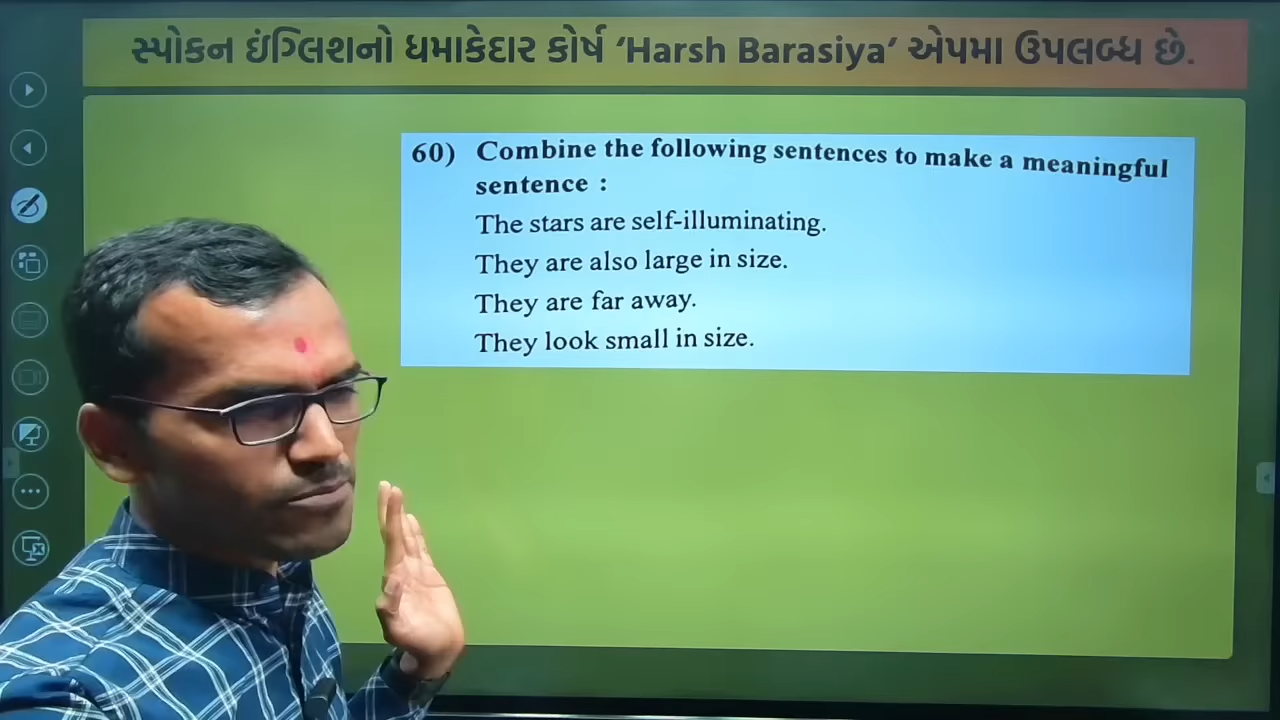 સ્પોકન ઇંગ્લિશનો ધમાકેદાર કોર્ષ ‘Harsh Barasiya’ એપમા ઉપલબ્ધ છે.
60) Combine the following sentences to make a meaningful
sentence :
The stars are self-illuminating.
They are also large in size.
They are far away.
They look small in size.